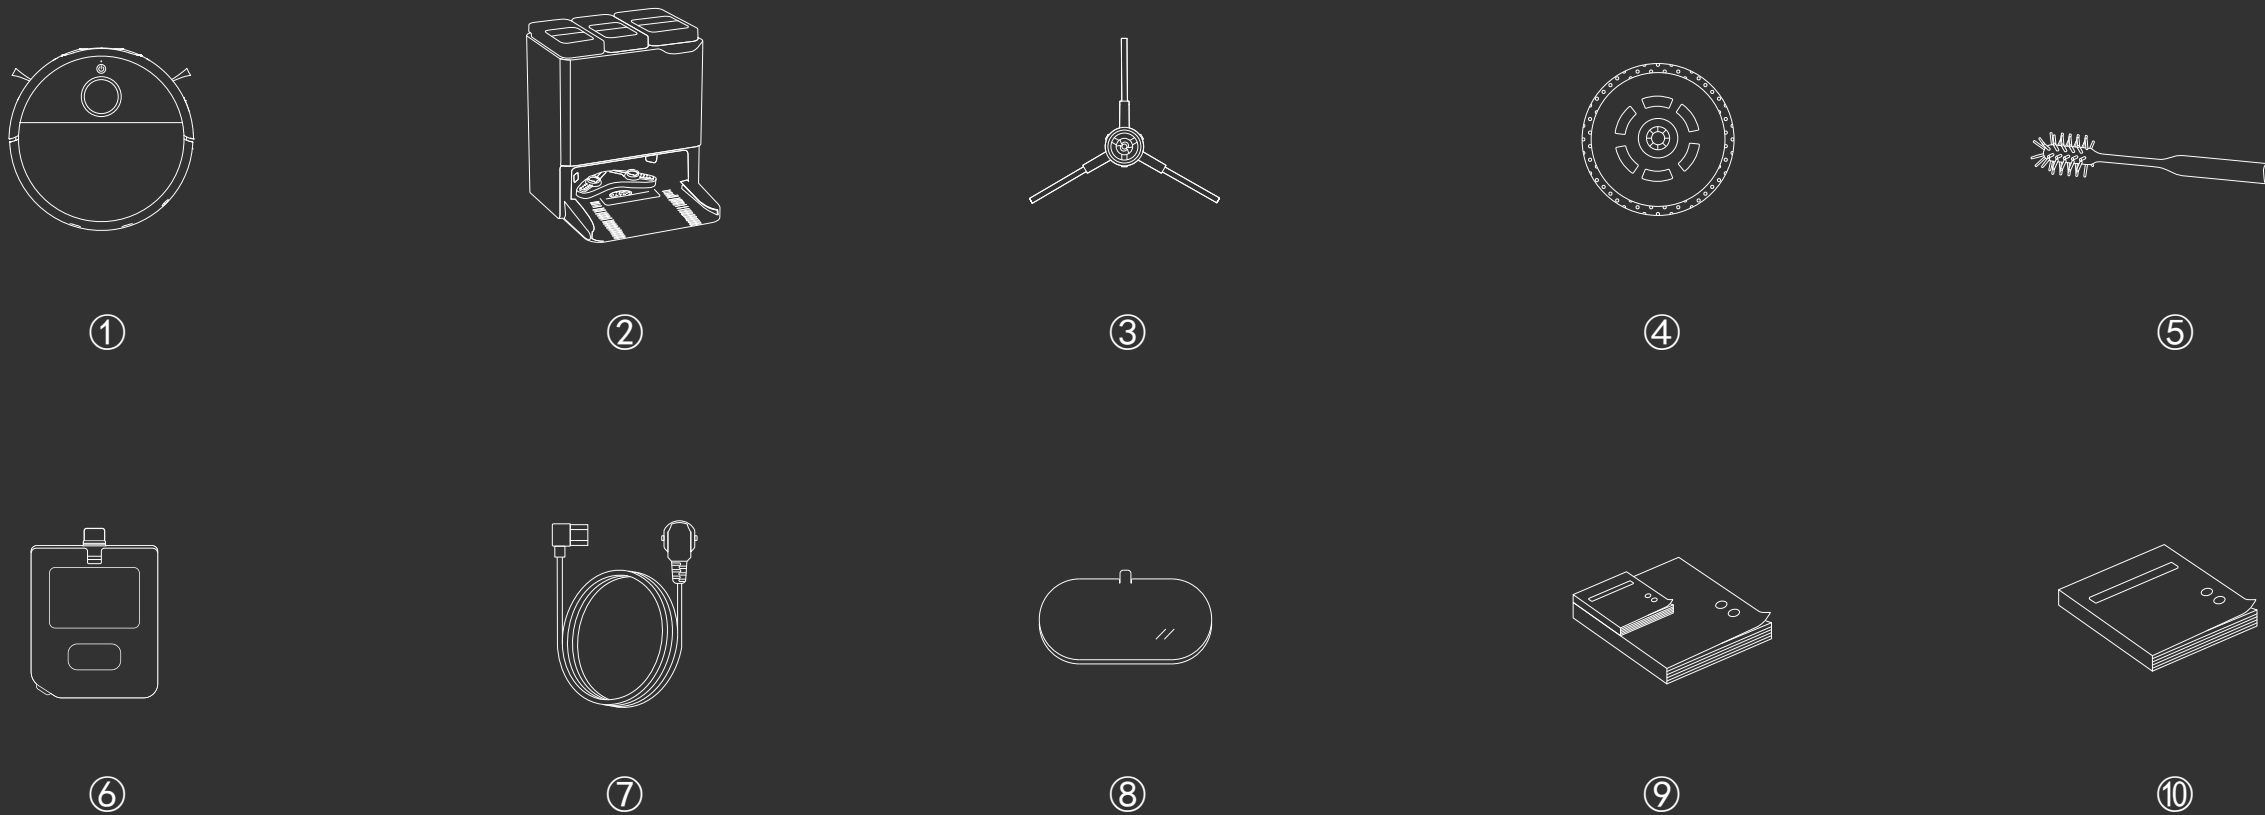 ① ② ③ ④ ⑤
⑥ ⑦ ⑧ ⑨ ⑩